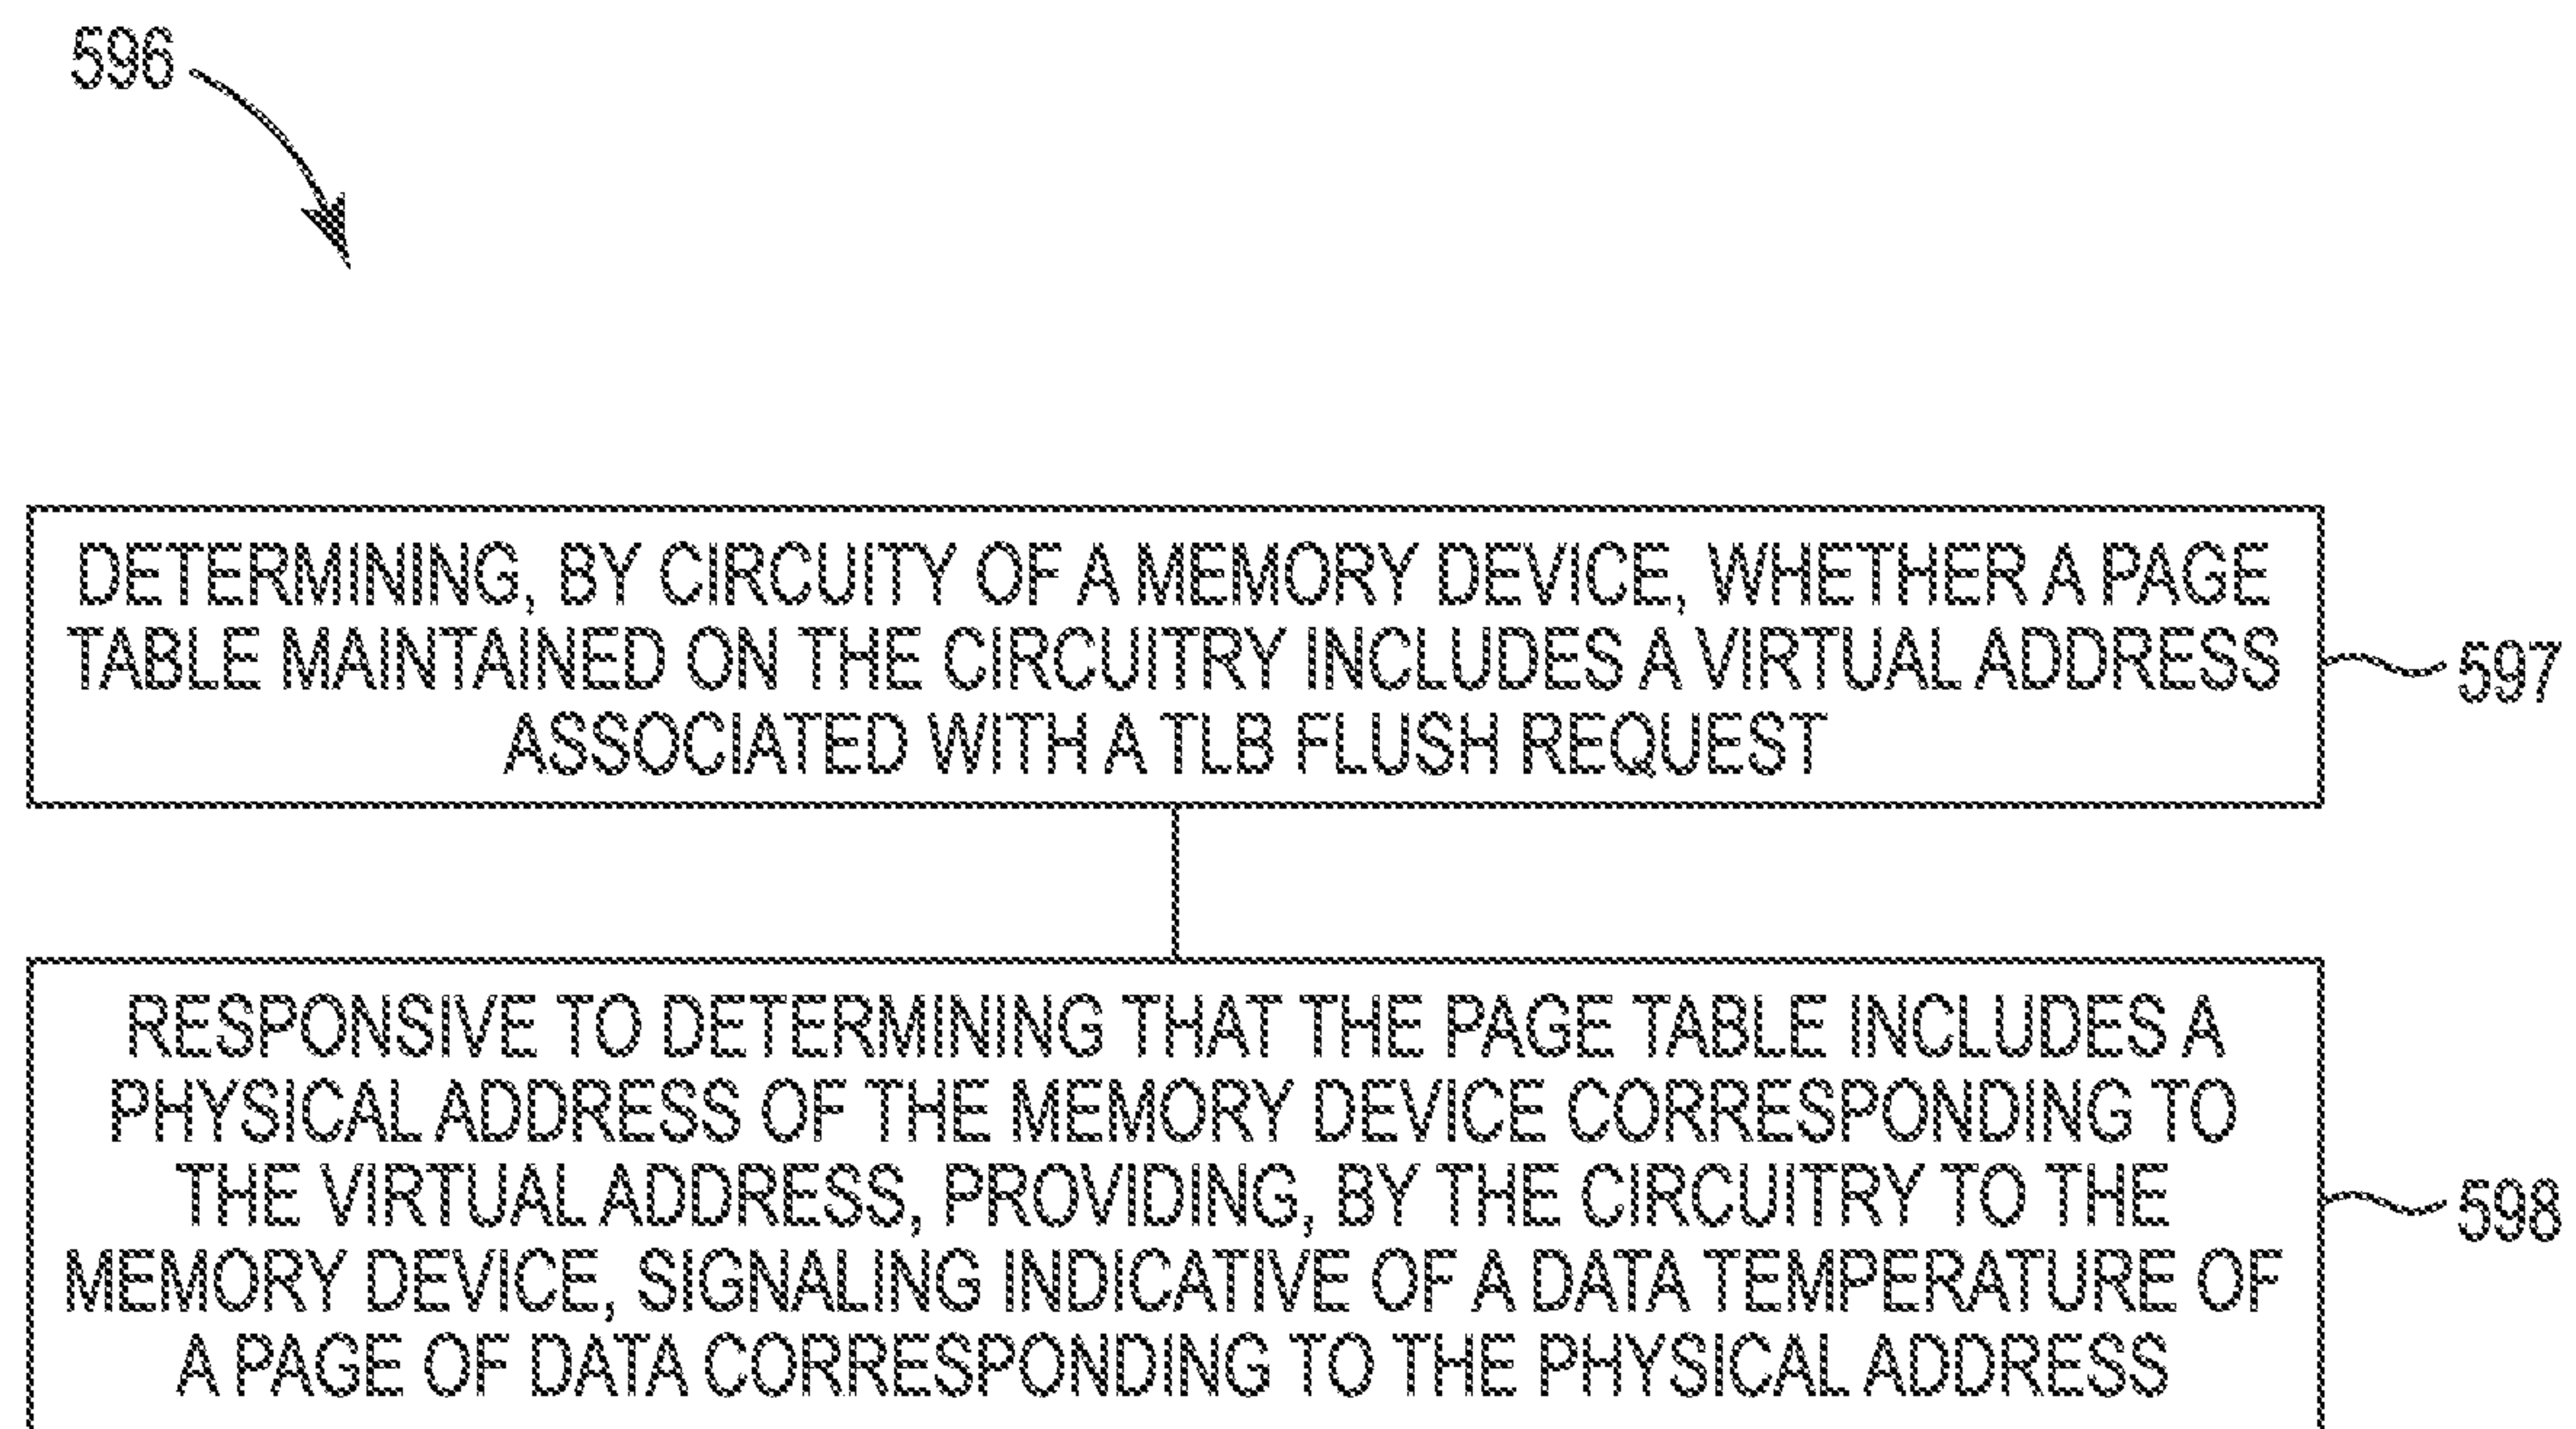 596
DETERMINING, BY CIRCUITY OF A MEMORY DEVICE, WHETHER A PAGE
TABLE MAINTAINED ON THE CIRCUITRY INCLUDES A VIRTUAL ADDRESS
ASSOCIATED WITH A TLB FLUSH REQUEST
597
RESPONSIVE TO DETERMINING THAT THE PAGE TABLE INCLUDES A
PHYSICAL ADDRESS OF THE MEMORY DEVICE CORRESPONDING TO
THE VIRTUAL ADDRESS, PROVIDING, BY THE CIRCUITRY TO THE
MEMORY DEVICE, SIGNALING INDICATIVE OF A DATA TEMPERATURE OF
A PAGE OF DATA CORRESPONDING TO THE PHYSICAL ADDRESS
598